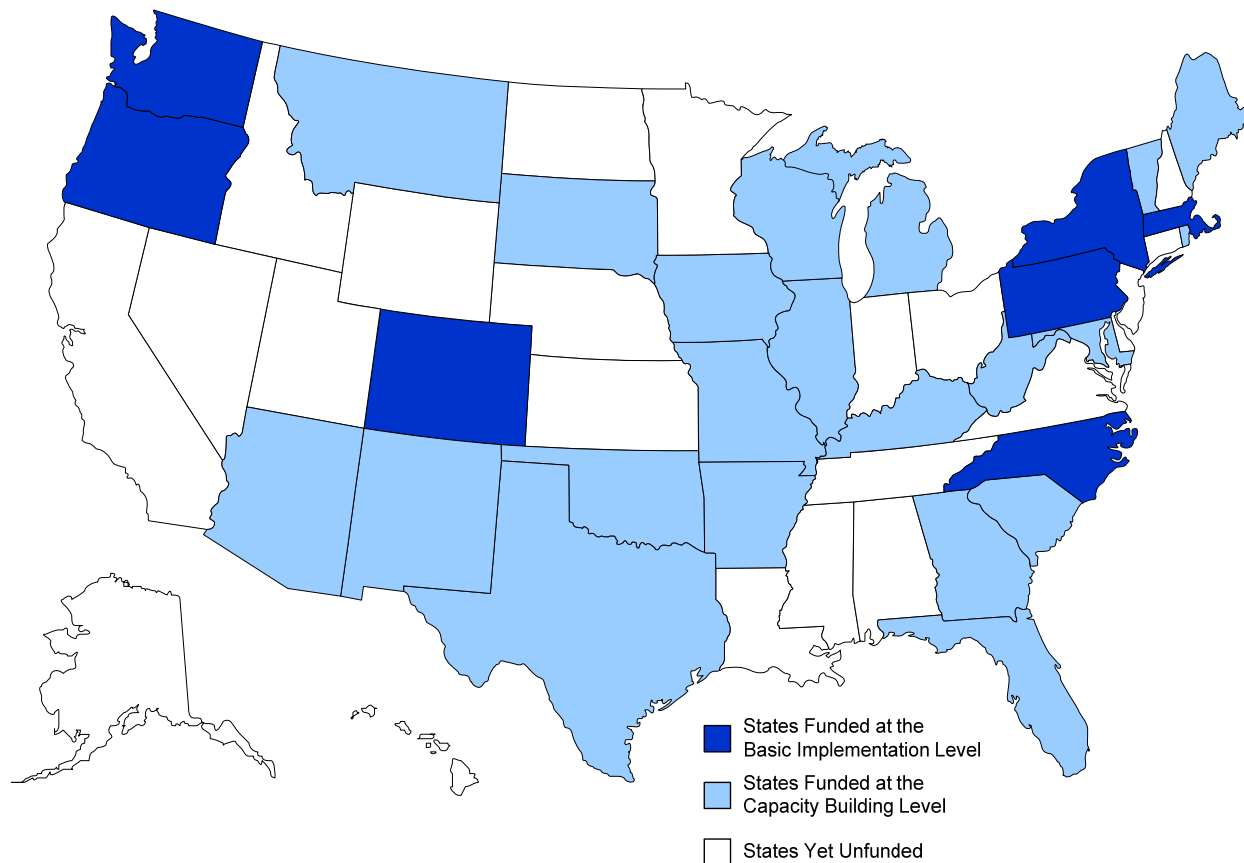 States Funded at the
Basic Implementation Level
States Funded at the
Capacity Building Level
States Yet Unfunded